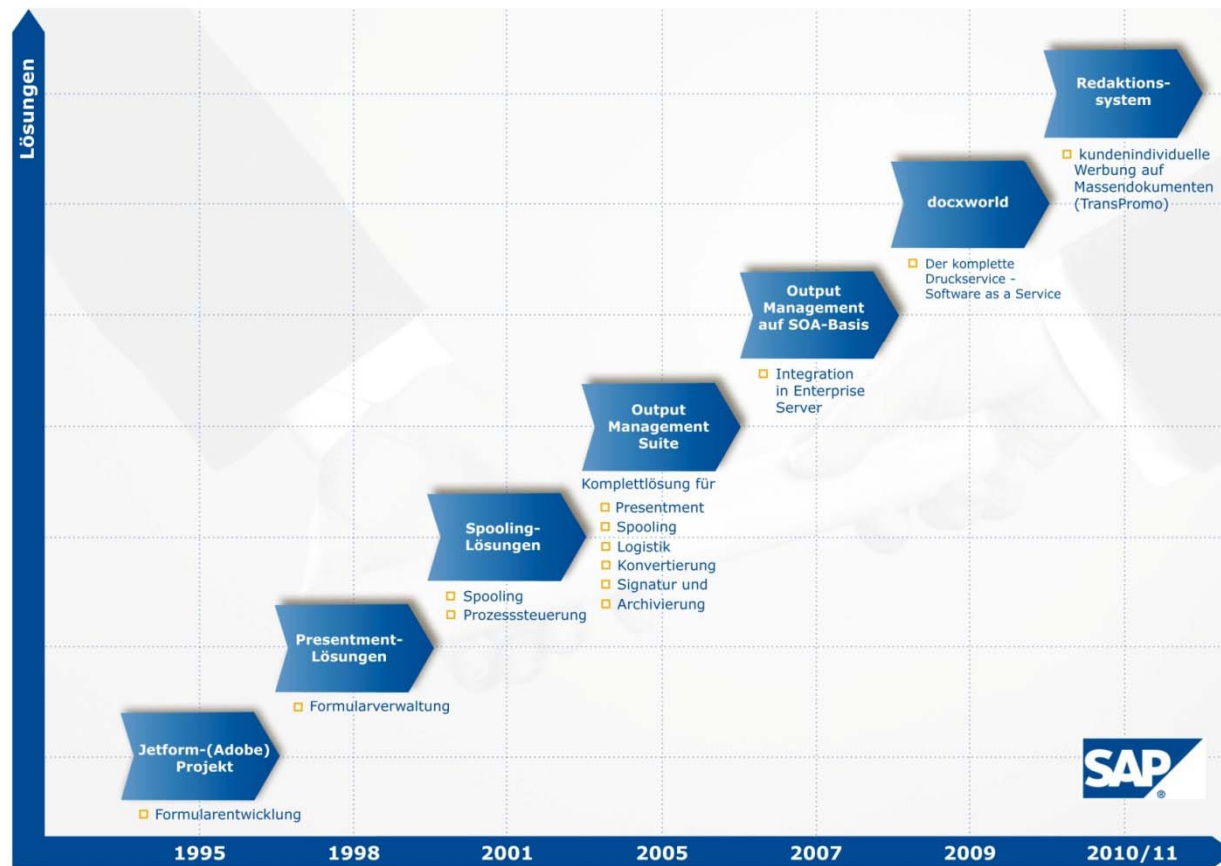 Lösungen
Redaktions-
system
kundenindividuelle
Werbung auf
Massendokumenten
(TransPromo)
docxworld
Der komplette
Druckservice -
Software as a Service
Output
Management
auf SOA-Basis
Integration
in Enterprise
Server
Output
Management
Suite
Komplettlösung für
Presentment
Spooling
Logistik
Konvertierung
Signatur und
Archivierung
Spooling-
Lösungen
Spooling
Prozesssteuerung
Presentment-
Lösungen
Formularverwaltung
Jetform-(Adobe)
Projekt
Formularentwicklung
SAP®
1995 1998 2001 2005 2007 2009 2010/11